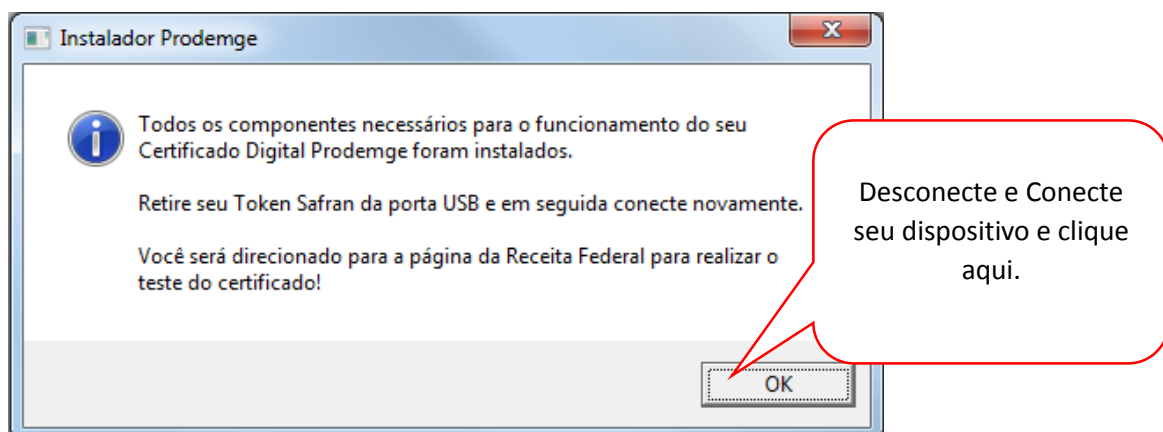 Instalador Prodemge
Todos os componentes necessários para o funcionamento do seu
Certificado Digital Prodemge foram instalados.
Retire seu Token Safran da porta USB e em seguida conecte novamente.
Você será direcionado para a página da Receita Federal para realizar o
teste do certificado!
Desconecte e Conecte
seu dispositivo e clique
aqui.
OK